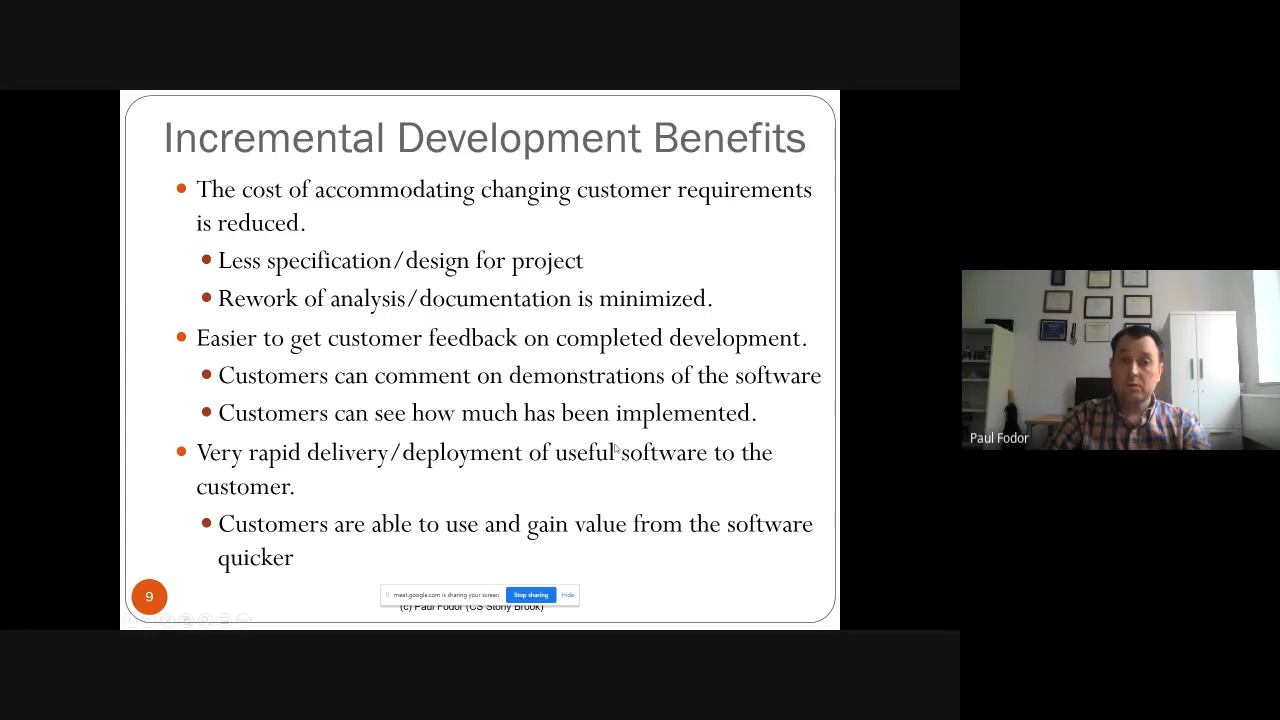 Incremental Development Benefits
• The cost of accommodating changing customer requirements
is reduced.
• Less specification/design for project
• Rework of analysis/documentation is minimized.
• Easier to get customer feedback on completed development.
• Customers can comment on demonstrations of the software
• Customers can see how much has been implemented.
• Very rapid delivery/deployment of useful software to the
customer.
• Customers are able to use and gain value from the software
quicker
9
meet.google.com is sharing your screen. Stop sharing Hide
(c) Paul Fodor (CS Stony Brook)
Paul Fodor